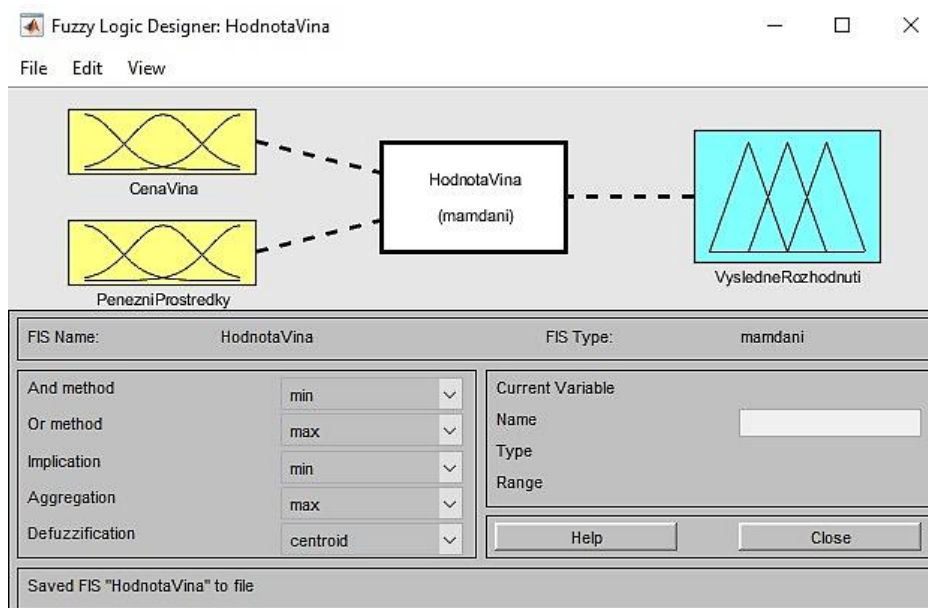 Fuzzy Logic Designer: HodnotaVina
File Edit View
CenaVina
PenezniProstredky
HodnotaVina
(mamdani)
VysledneRozhodnuti
FIS Name: HodnotaVina FIS Type: mamdani
And method min
Or method max
Implication min
Aggregation max
Defuzzification centroid
Current Variable
Name
Type
Range
Help Close
Saved FIS "HodnotaVina" to file